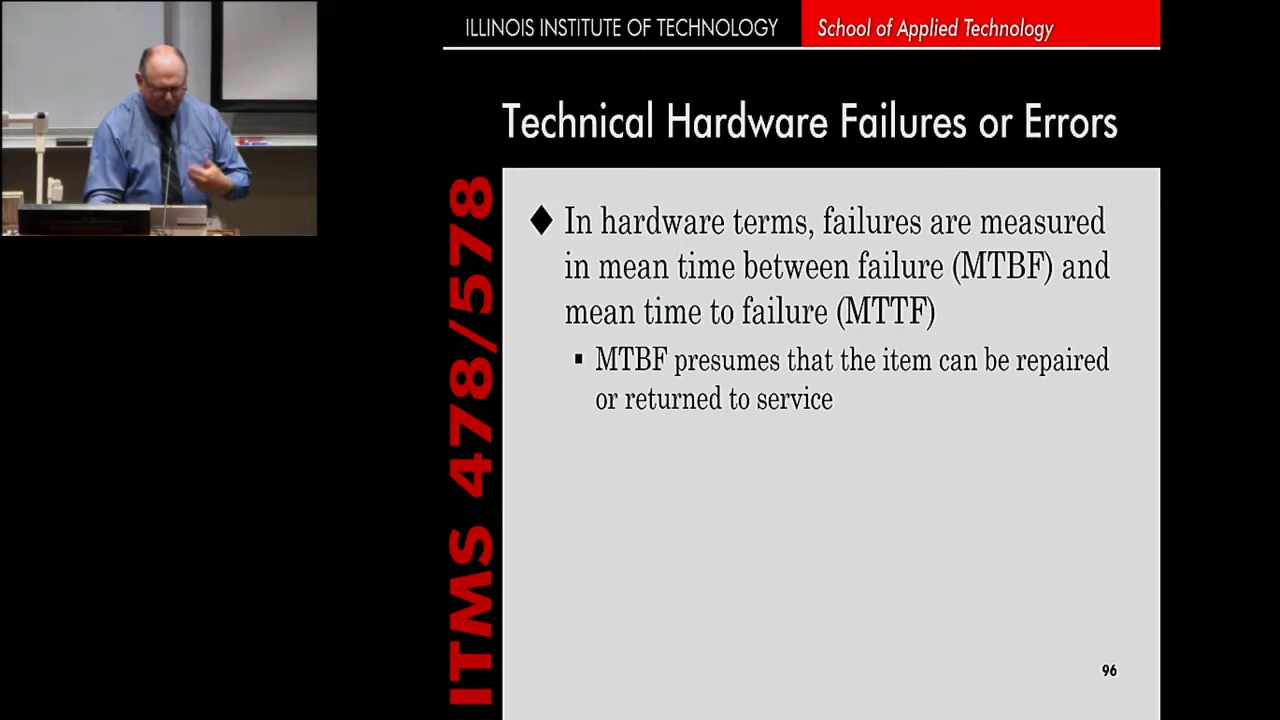 ILLINOIS INSTITUTE OF TECHNOLOGY School of Applied Technology
Technical Hardware Failures or Errors
ITMS 478/578
♦ In hardware terms, failures are measured
in mean time between failure (MTBF) and
mean time to failure (MTTF)
▪ MTBF presumes that the item can be repaired
or returned to service
96